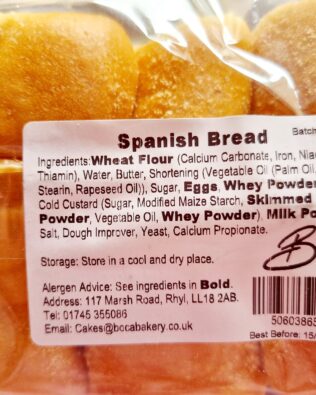 Spanish Bread
Batch
Ingredients:Wheat Flour (Calcium Carbonate, Iron, Nia
Thiamin), Water, Butter, Shortening (Vegetable Oil (Palm Oil,
Stearin, Rapeseed Oil)), Sugar, Eggs, Whey Powder
Cold Custard (Sugar, Modified Maize Starch, Skimmed
Powder, Vegetable Oil, Whey Powder), Milk Po
Salt, Dough Improver, Yeast, Calcium Propionate.
Storage: Store in a cool and dry place.
Alergen Advice: See ingredients in Bold.
Address: 117 Marsh Road, Rhyl, LL18 2AB.
Tel: 01745 355086
Email: Cakes@bccabakery.co.uk
5060386
Best Before: 15/